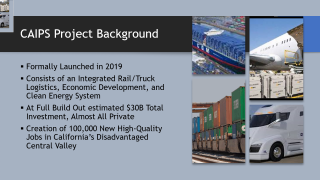 CAIPS Project Background
• Formally Launched in 2019
• Consists of an Integrated Rail/Truck
Logistics, Economic Development, and
Clean Energy System
• At Full Build Out estimated $30B Total
Investment, Almost All Private
• Creation of 100,000 New High-Quality
Jobs in California's Disadvantaged
Central Valley